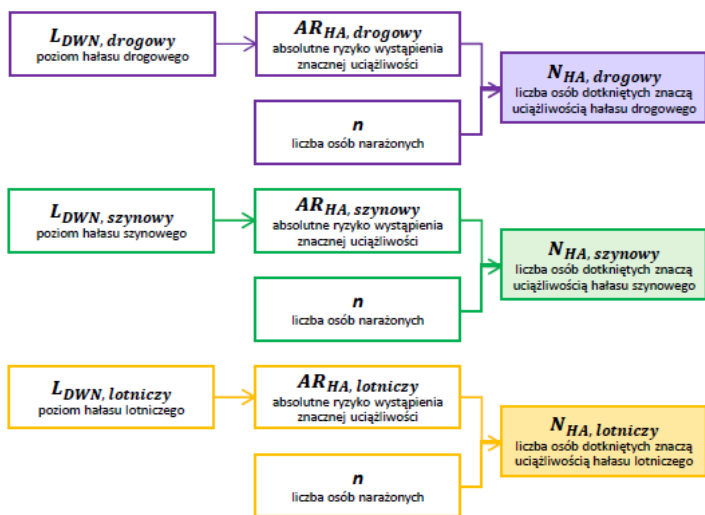 L_DWN, drogowy
poziom hałasu drogowego
AR_HA, drogowy
absolutne ryzyko wystąpienia
znacznej uciążliwości
n
liczba osób narażonych
N_HA, drogowy
liczba osób dotkniętych znaczą
uciążliwością hałasu drogowego
L_DWN, szynowy
poziom hałasu szynowego
AR_HA, szynowy
absolutne ryzyko wystąpienia
znacznej uciążliwości
n
liczba osób narażonych
N_HA, szynowy
liczba osób dotkniętych znaczą
uciążliwością hałasu szynowego
L_DWN, lotniczy
poziom hałasu lotniczego
AR_HA, lotniczy
absolutne ryzyko wystąpienia
znacznej uciążliwości
n
liczba osób narażonych
N_HA, lotniczy
liczba osób dotkniętych znaczą
uciążliwością hałasu lotniczego